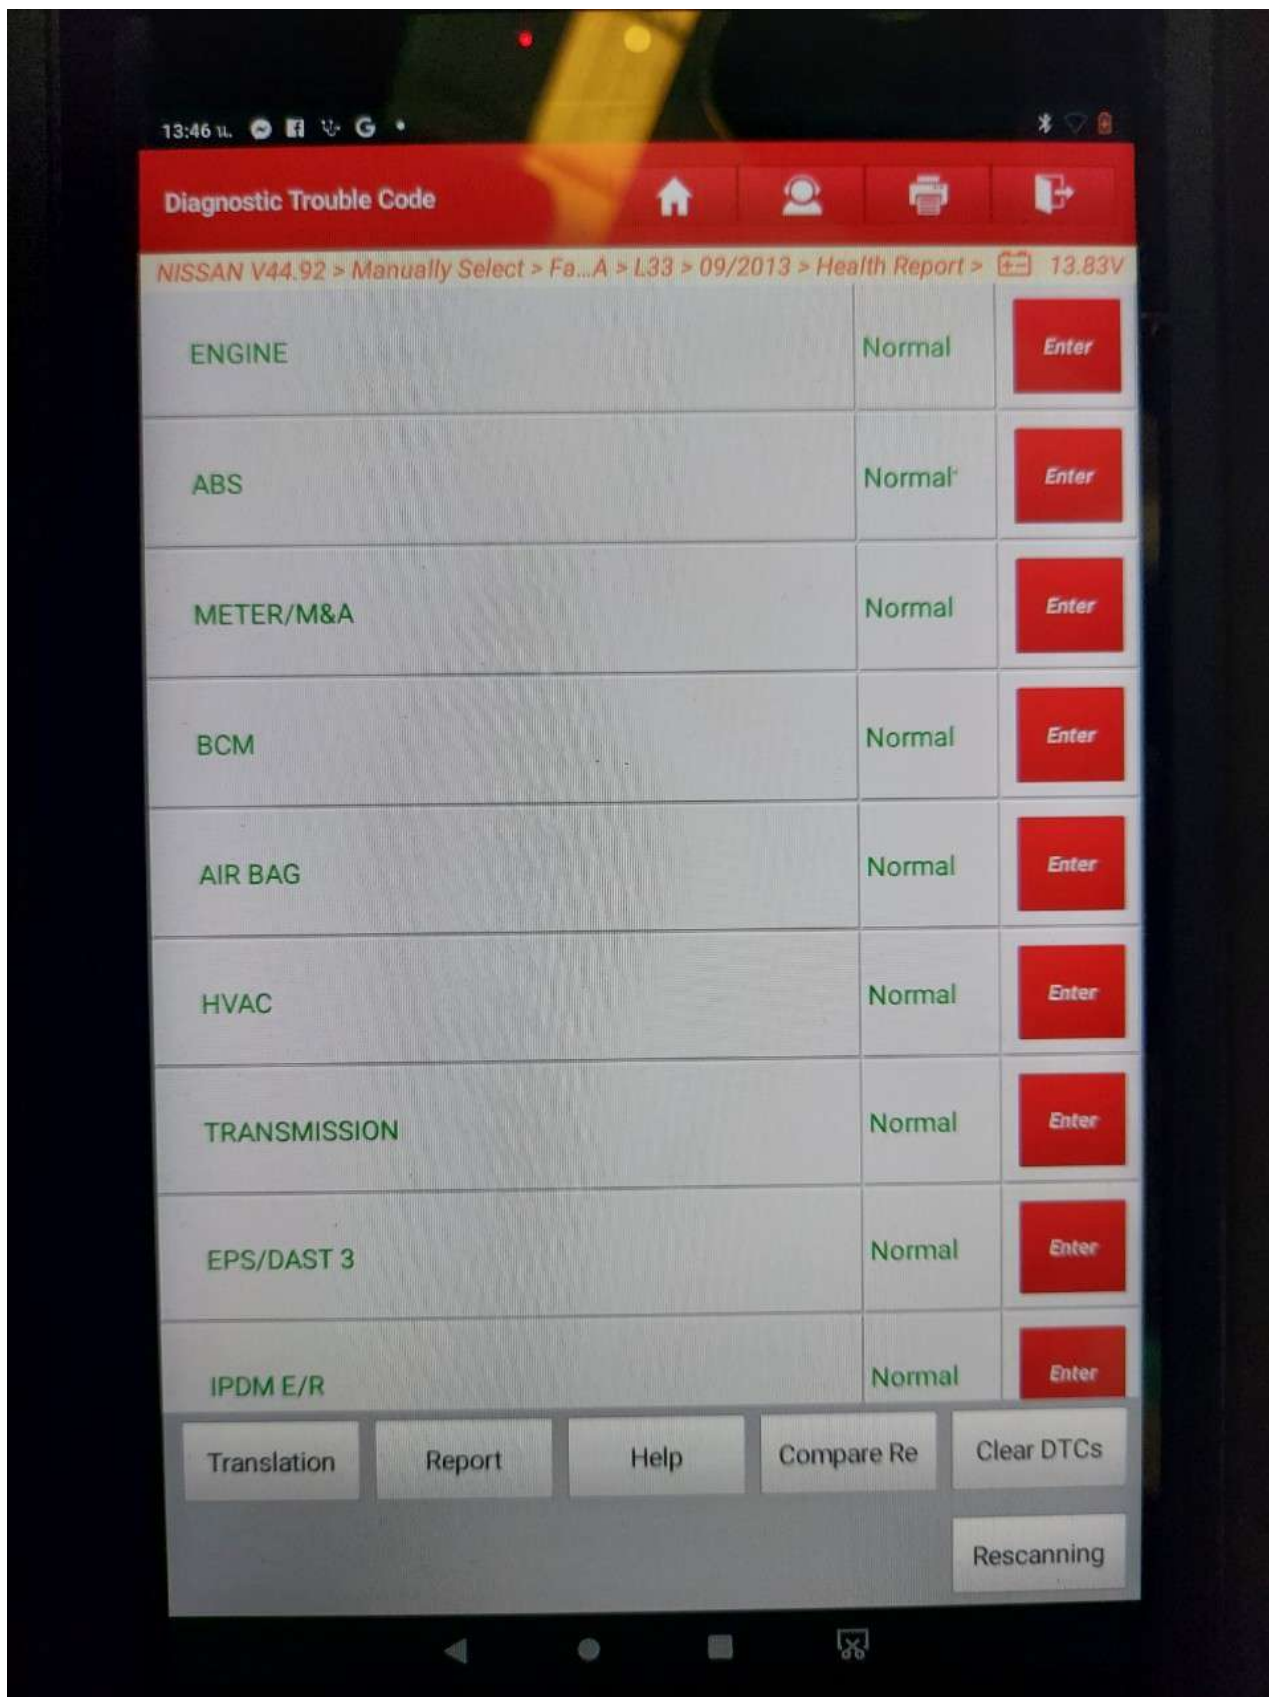 13:46 น.
Diagnostic Trouble Code
NISSAN V44.92 > Manually Select > Fa...A > L33 > 09/2013 > Health Report > 13.83V
ENGINE Normal Enter
ABS Normal Enter
METER/M&A Normal Enter
BCM Normal Enter
AIR BAG Normal Enter
HVAC Normal Enter
TRANSMISSION Normal Enter
EPS/DAST 3 Normal Enter
IPDM E/R Normal Enter
Translation Report Help Compare Re Clear DTCs
Rescanning